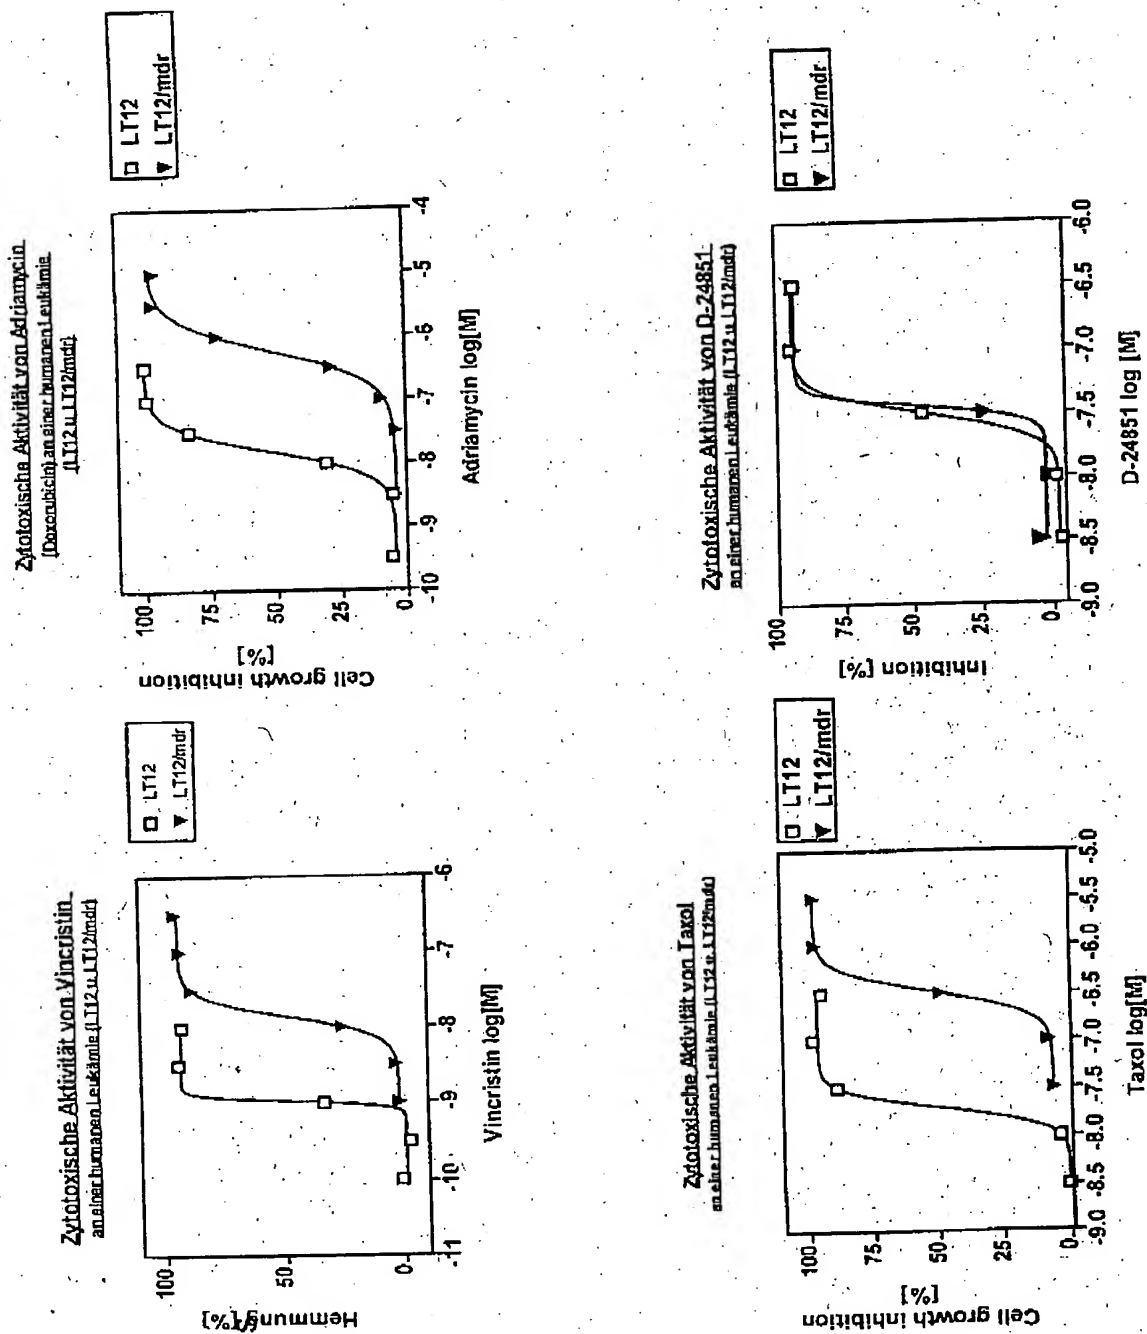 Zytotoxische Aktivität von Vincristin
an einer humanen Leukämie (LT12 u. LT12/mdr)
LT12
LT12/mdr
[%]
100
50
0
-11
-10
-9
-8
-7
-6
Vincristin log[M]
Zytotoxische Aktivität von Adriamycin
(Doxorubicin) an einer humanen Leukämie
(LT12 u LT12/mdr)
LT12
LT12/mdr
Cell growth inhibition
[%]
100
75
50
25
0
-10
-9
-8
-7
-6
-5
-4
Adriamycin log[M]
Zytotoxische Aktivität von Taxol
an einer humanen Leukämie (LT12 u. LT12/mdr)
LT12
LT12/mdr
Cell growth inhibition
[%]
100
75
50
25
0
-9.0
-8.5
-8.0
-7.5
-7.0
-6.5
-6.0
-5.5
-5.0
Taxol log[M]
Zytotoxische Aktivität von D-24851
an einer humanen Leukämie (LT12 u LT12/mdr)
LT12
LT12/mdr
Inhibition [%]
100
75
50
25
0
-9.0
-8.5
-8.0
-7.5
-7.0
-6.5
-6.0
D-24851 log [M]